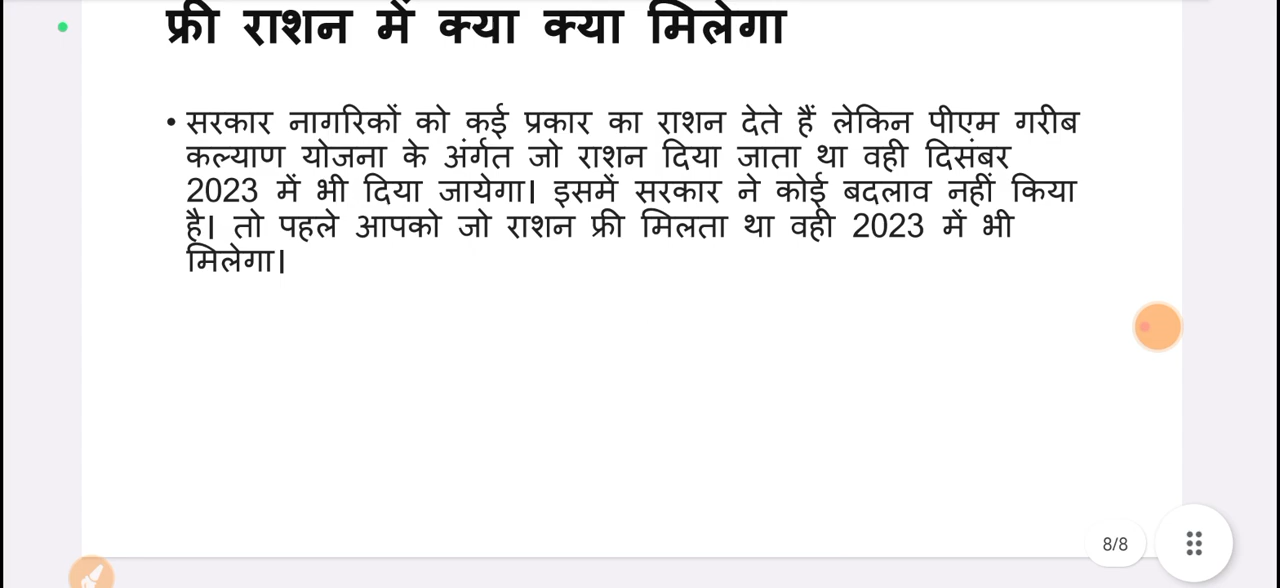 फ्री राशन में क्या क्या मिलेगा
• सरकार नागरिकों को कई प्रकार का राशन देते हैं लेकिन पीएम गरीब
कल्याण योजना के अंर्गत जो राशन दिया जाता था वही दिसंबर
2023 में भी दिया जायेगा। इसमें सरकार ने कोई बदलाव नहीं किया
है। तो पहले आपको जो राशन फ्री मिलता था वही 2023 में भी
मिलेगा।
8/8